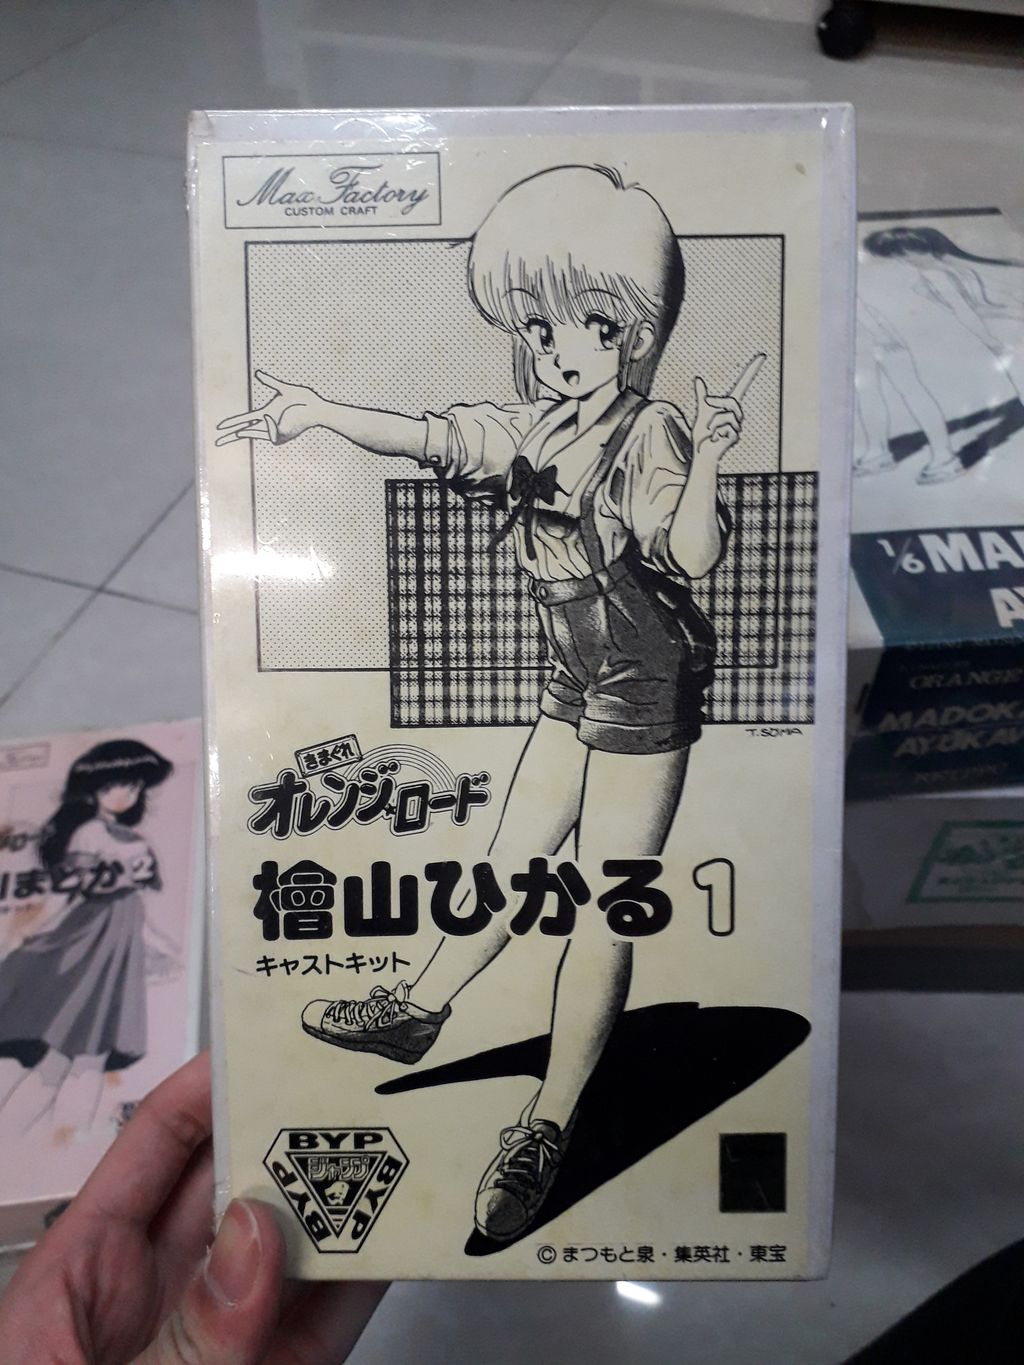 Max Factory
CUSTOM CRAFT
T.SOMA
きまぐれ
オレンジ★ロード
檜山ひかる 1
キャストキット
BYP
BYP
BYP
ジャンプ
© まつもと泉・集英社・東宝
まどか 2
1/6 MA
A
ORANGE
MADOKA
AYUKAW